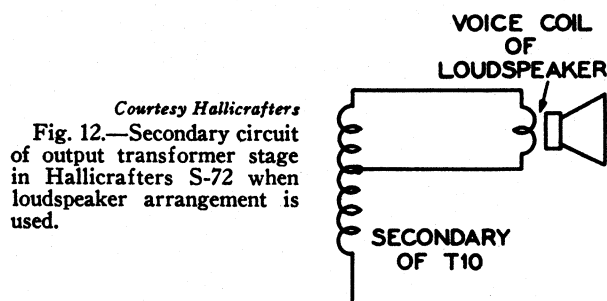 Courtesy Hallicrafters
Fig. 12.—Secondary circuit
of output transformer stage
in Hallicrafters S-72 when
loudspeaker arrangement is
used.
VOICE COIL
OF
LOUDSPEAKER
SECONDARY
OF T10